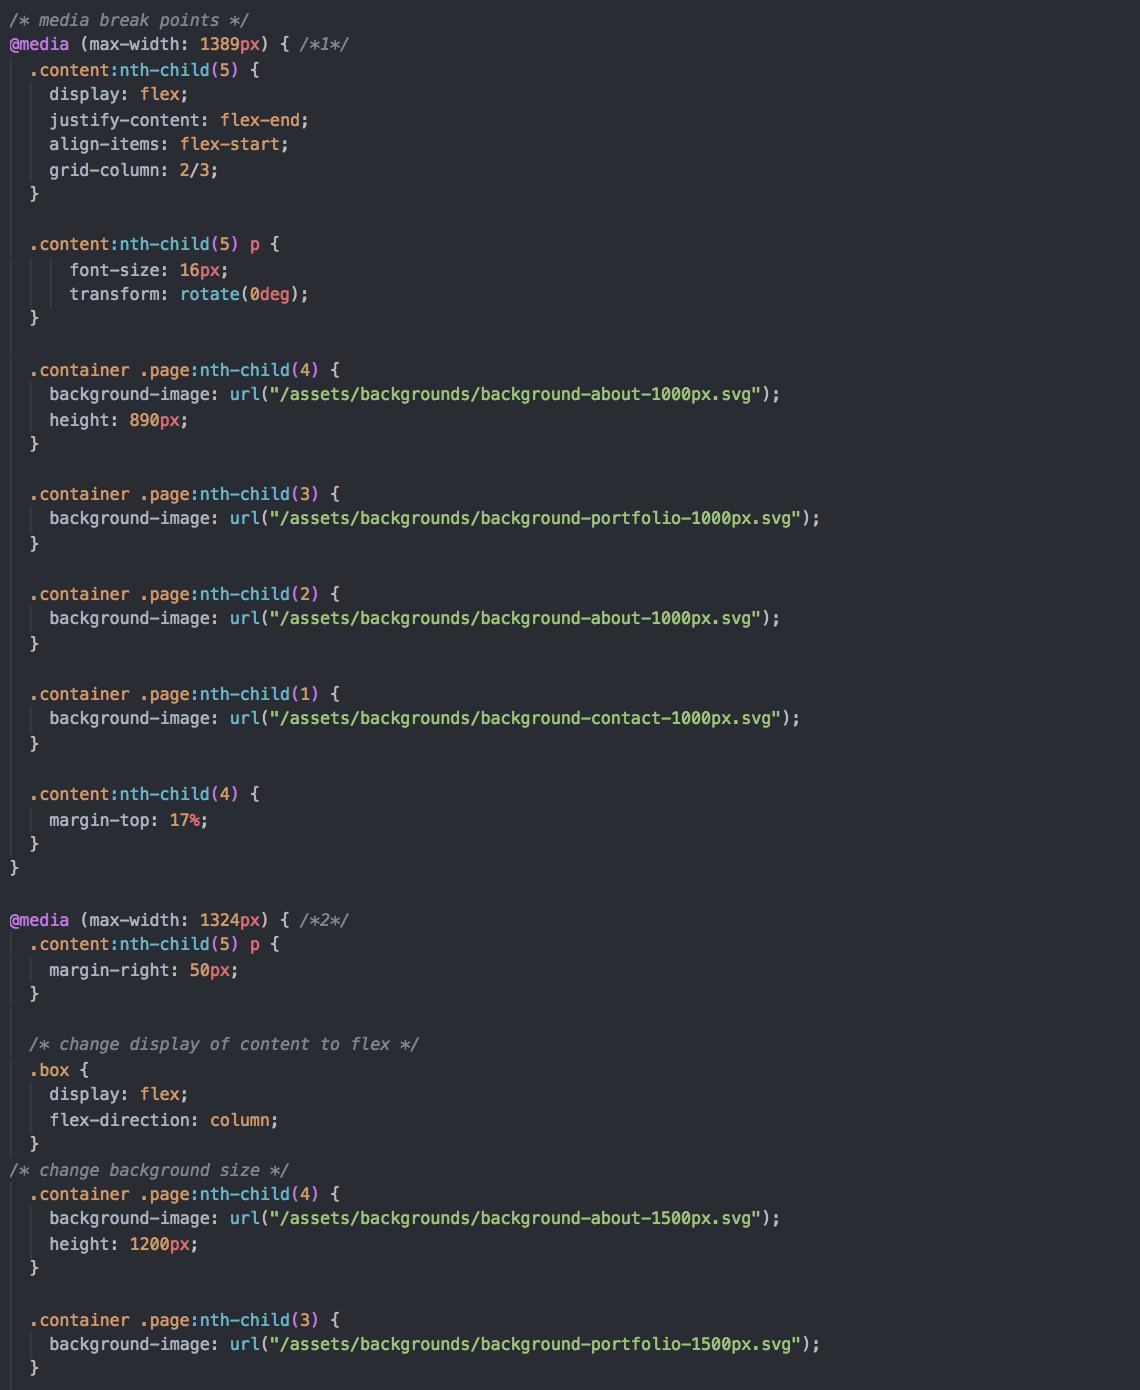 /* media break points */
@media (max-width: 1389px) { /*1*/
  .content:nth-child(5) {
    display: flex;
    justify-content: flex-end;
    align-items: flex-start;
    grid-column: 2/3;
  }

  .content:nth-child(5) p {
      font-size: 16px;
      transform: rotate(0deg);
  }

  .container .page:nth-child(4) {
    background-image: url("/assets/backgrounds/background-about-1000px.svg");
    height: 890px;
  }

  .container .page:nth-child(3) {
    background-image: url("/assets/backgrounds/background-portfolio-1000px.svg");
  }

  .container .page:nth-child(2) {
    background-image: url("/assets/backgrounds/background-about-1000px.svg");
  }

  .container .page:nth-child(1) {
    background-image: url("/assets/backgrounds/background-contact-1000px.svg");
  }

  .content:nth-child(4) {
    margin-top: 17%;
  }
}

@media (max-width: 1324px) { /*2*/
  .content:nth-child(5) p {
    margin-right: 50px;
  }

  /* change display of content to flex */
  .box {
    display: flex;
    flex-direction: column;
  }
/* change background size */
  .container .page:nth-child(4) {
    background-image: url("/assets/backgrounds/background-about-1500px.svg");
    height: 1200px;
  }

  .container .page:nth-child(3) {
    background-image: url("/assets/backgrounds/background-portfolio-1500px.svg");
  }